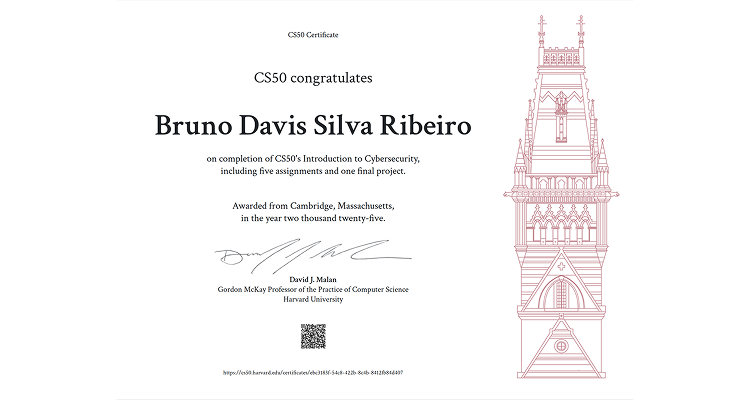 CS50 Certificate
CS50 congratulates
Bruno Davis Silva Ribeiro
on completion of CS50's Introduction to Cybersecurity,
including five assignments and one final project.
Awarded from Cambridge, Massachusetts,
in the year two thousand twenty-five.
David J. Malan
Gordon McKay Professor of the Practice of Computer Science
Harvard University
https://cs50.harvard.edu/certificates/ebc3183f-54c8-422b-8c4b-8412fb84d407